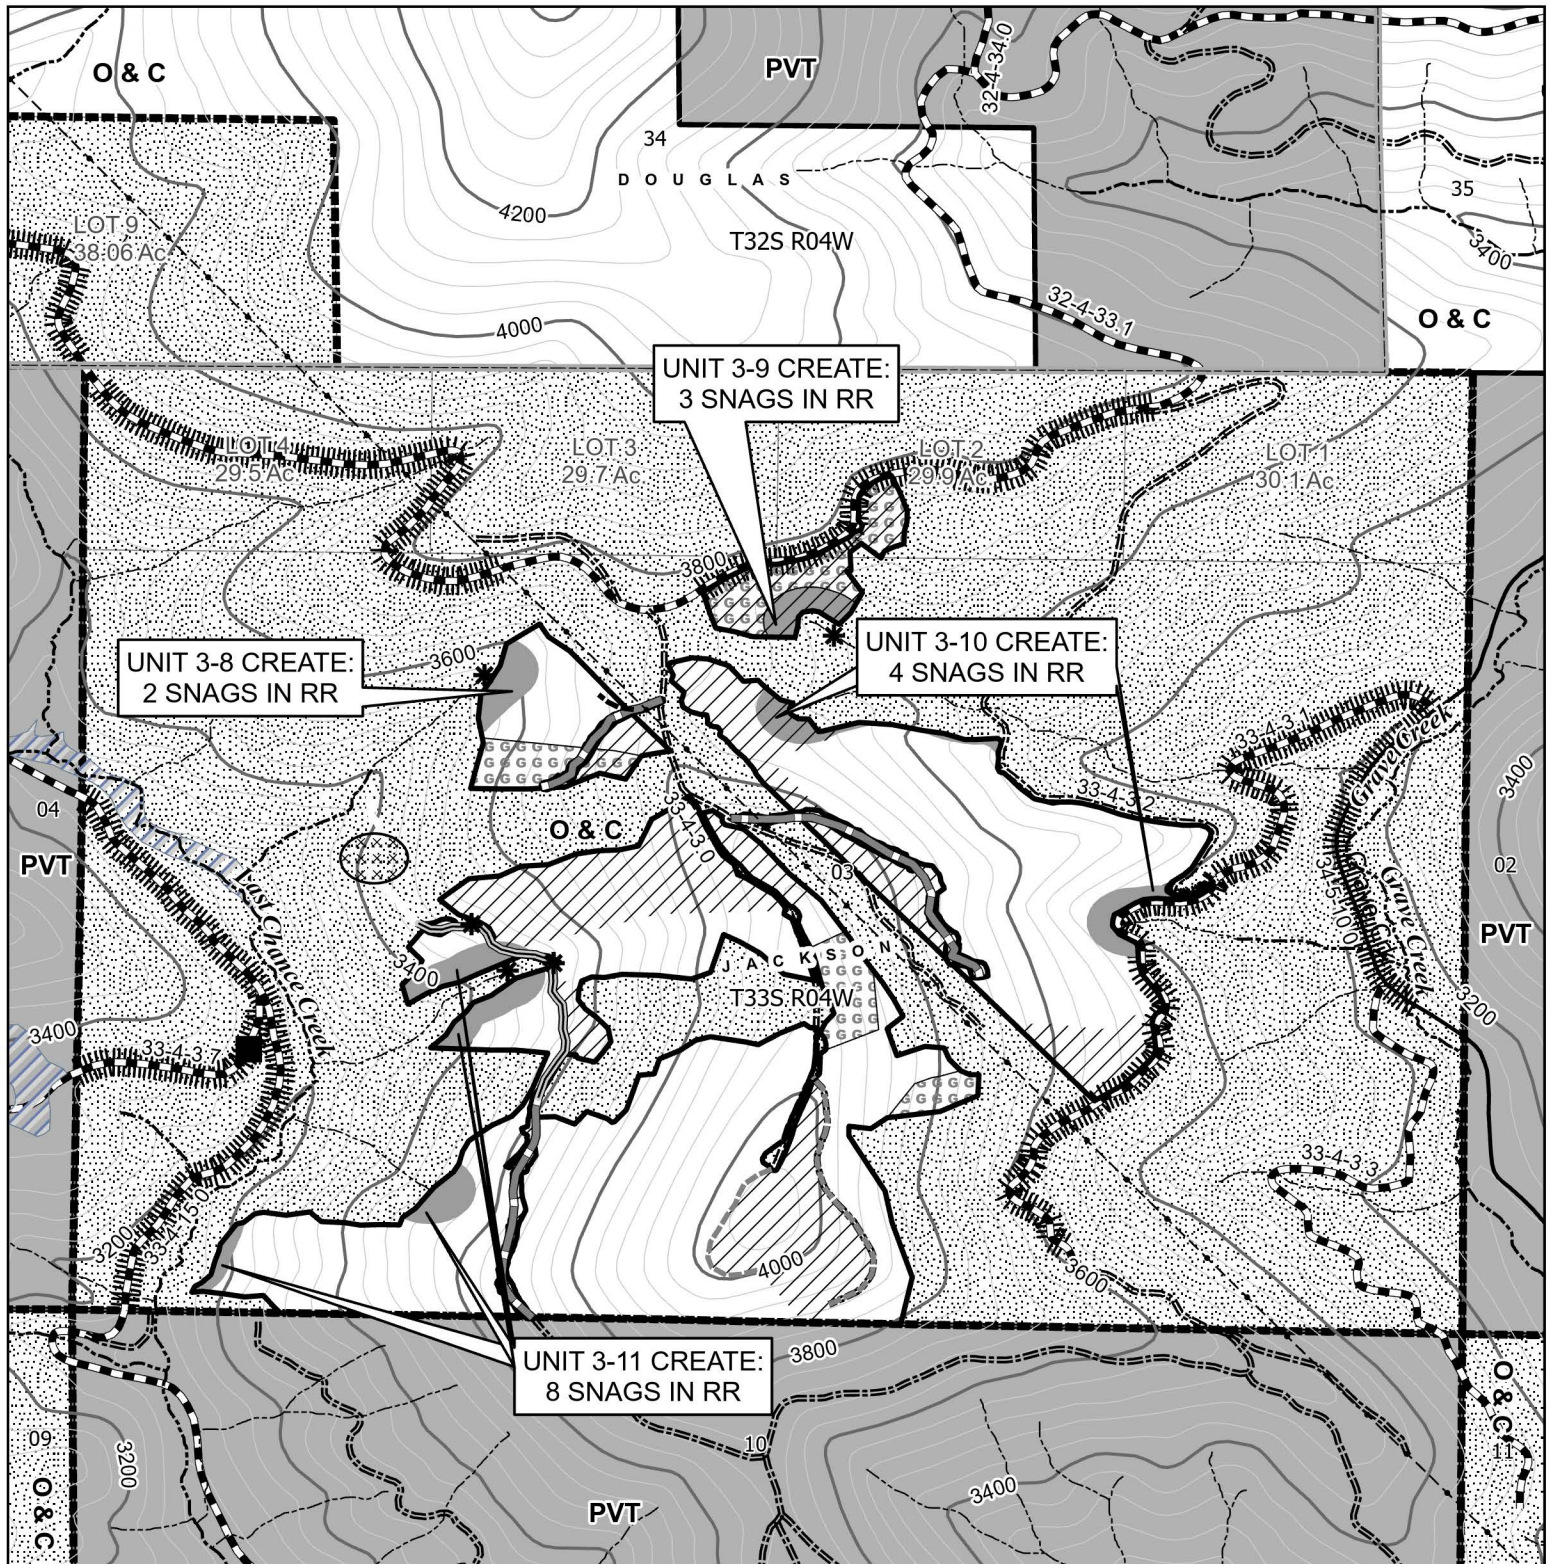 O & C
PVT
32-4-34.0
34
DOUGLAS
35
LOT 9
38.06 Ac
4200
T32S R04W
3400
4000
32-4-33.1
O & C
UNIT 3-9 CREATE:
3 SNAGS IN RR
LOT 4
29.5 Ac
LOT 3
29.7 Ac
LOT 2
29.9 Ac
LOT 1
30.1 Ac
3800
UNIT 3-8 CREATE:
2 SNAGS IN RR
3600
UNIT 3-10 CREATE:
4 SNAGS IN RR
33-4-3.1
Grave Creek
3400
33-4-3.2
04
O & C
33-4-3.0
PVT
03
02
Last Chance Creek
Grave Creek
PVT
JACKSON
3400
T33S R04W
3200
3400
33-4-3.7
33-4-3.3
33-4-15.0
3200
4000
3600
UNIT 3-11 CREATE:
8 SNAGS IN RR
3800
O & C
09
3200
10
11
O & C
3400
PVT